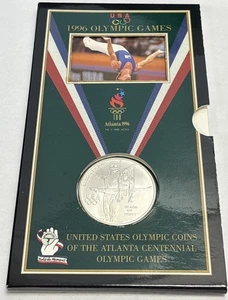 USA
1996 OLYMPIC GAMES
Atlanta 1996
UNITED STATES OLYMPIC COINS
OF THE ATLANTA CENTENNIAL
OLYMPIC GAMES